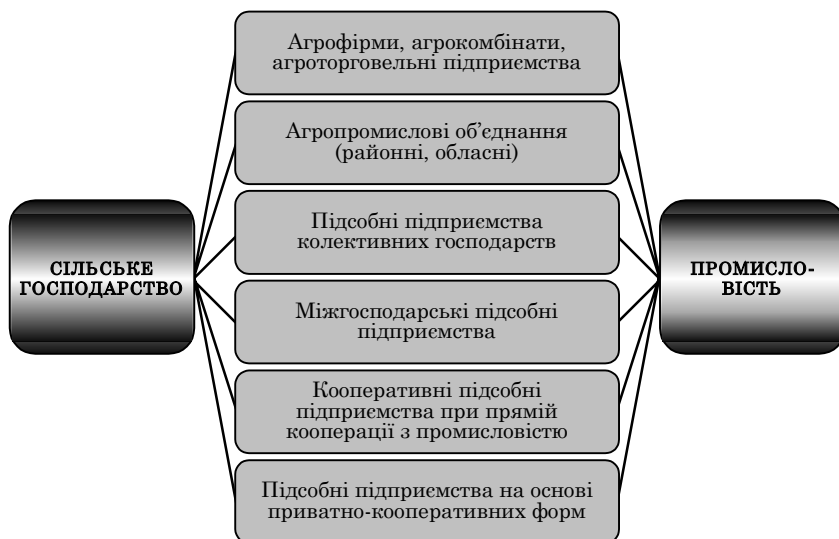 Агрофірми, агрокомбінати,
агроторговельні підприємства
Агропромислові об’єднання
(районні, обласні)
Підсобні підприємства
колективних господарств
СІЛЬСЬКЕ
ГОСПОДАРСТВО
ПРОМИСЛО-
ВІСТЬ
Міжгосподарські підсобні
підприємства
Кооперативні підсобні
підприємства при прямій
кооперації з промисловістю
Підсобні підприємства на основі
приватно-кооперативних форм